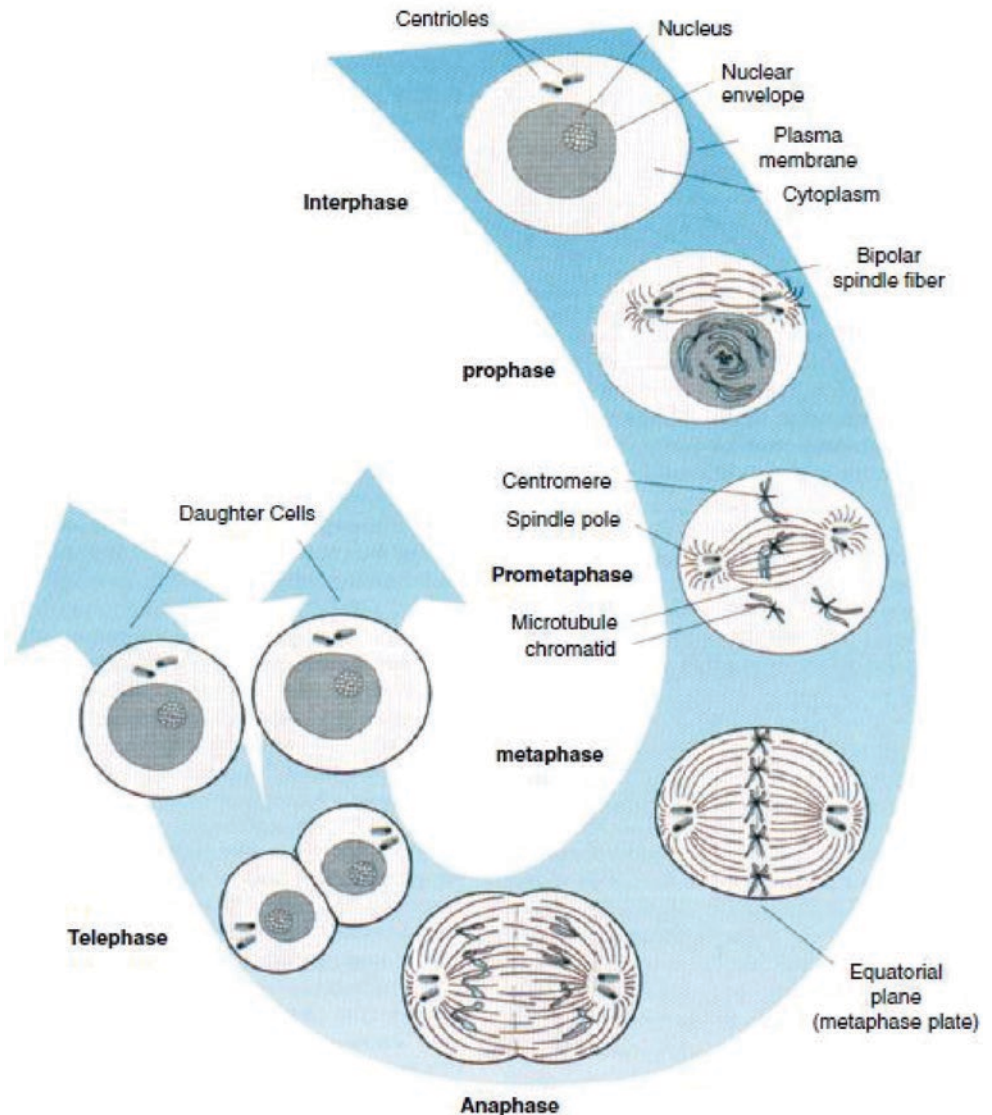 Centrioles
Nucleus
Nuclear
envelope
Plasma
membrane
Cytoplasm
Interphase
Bipolar
spindle fiber
prophase
Centromere
Spindle pole
Prometaphase
Microtubule
chromatid
Daughter Cells
metaphase
Telephase
Equatorial
plane
(metaphase plate)
Anaphase